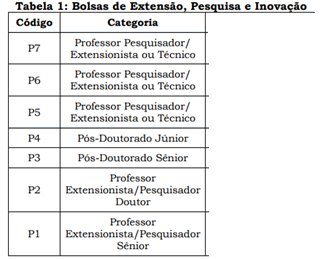 Tabela 1: Bolsas de Extensão, Pesquisa e Inovação
Código Categoria
P7 Professor Pesquisador/
Extensionista ou Técnico
P6 Professor Pesquisador/
Extensionista ou Técnico
P5 Professor Pesquisador/
Extensionista ou Técnico
P4 Pós-Doutorado Júnior
P3 Pós-Doutorado Sênior
P2 Professor
Extensionista/Pesquisador
Doutor
P1 Professor
Extensionista/Pesquisador
Sênior